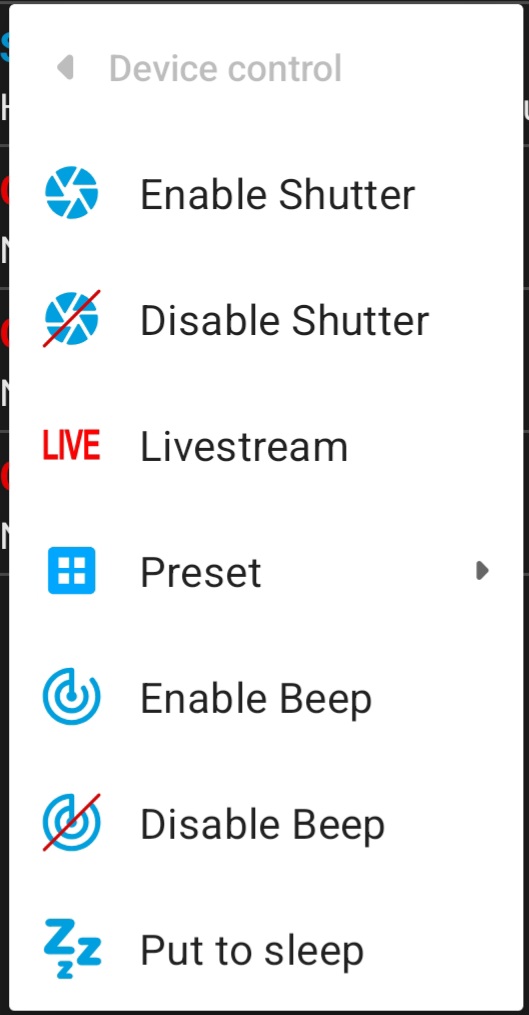 Device control
Enable Shutter
Disable Shutter
LIVE Livestream
Preset
Enable Beep
Disable Beep
Put to sleep